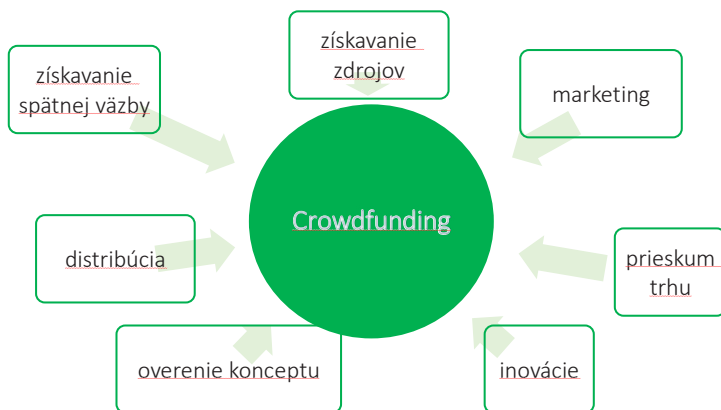 získavanie
zdrojov
získavanie
spätnej väzby
marketing
Crowdfunding
distribúcia
prieskum
trhu
overenie konceptu
inovácie